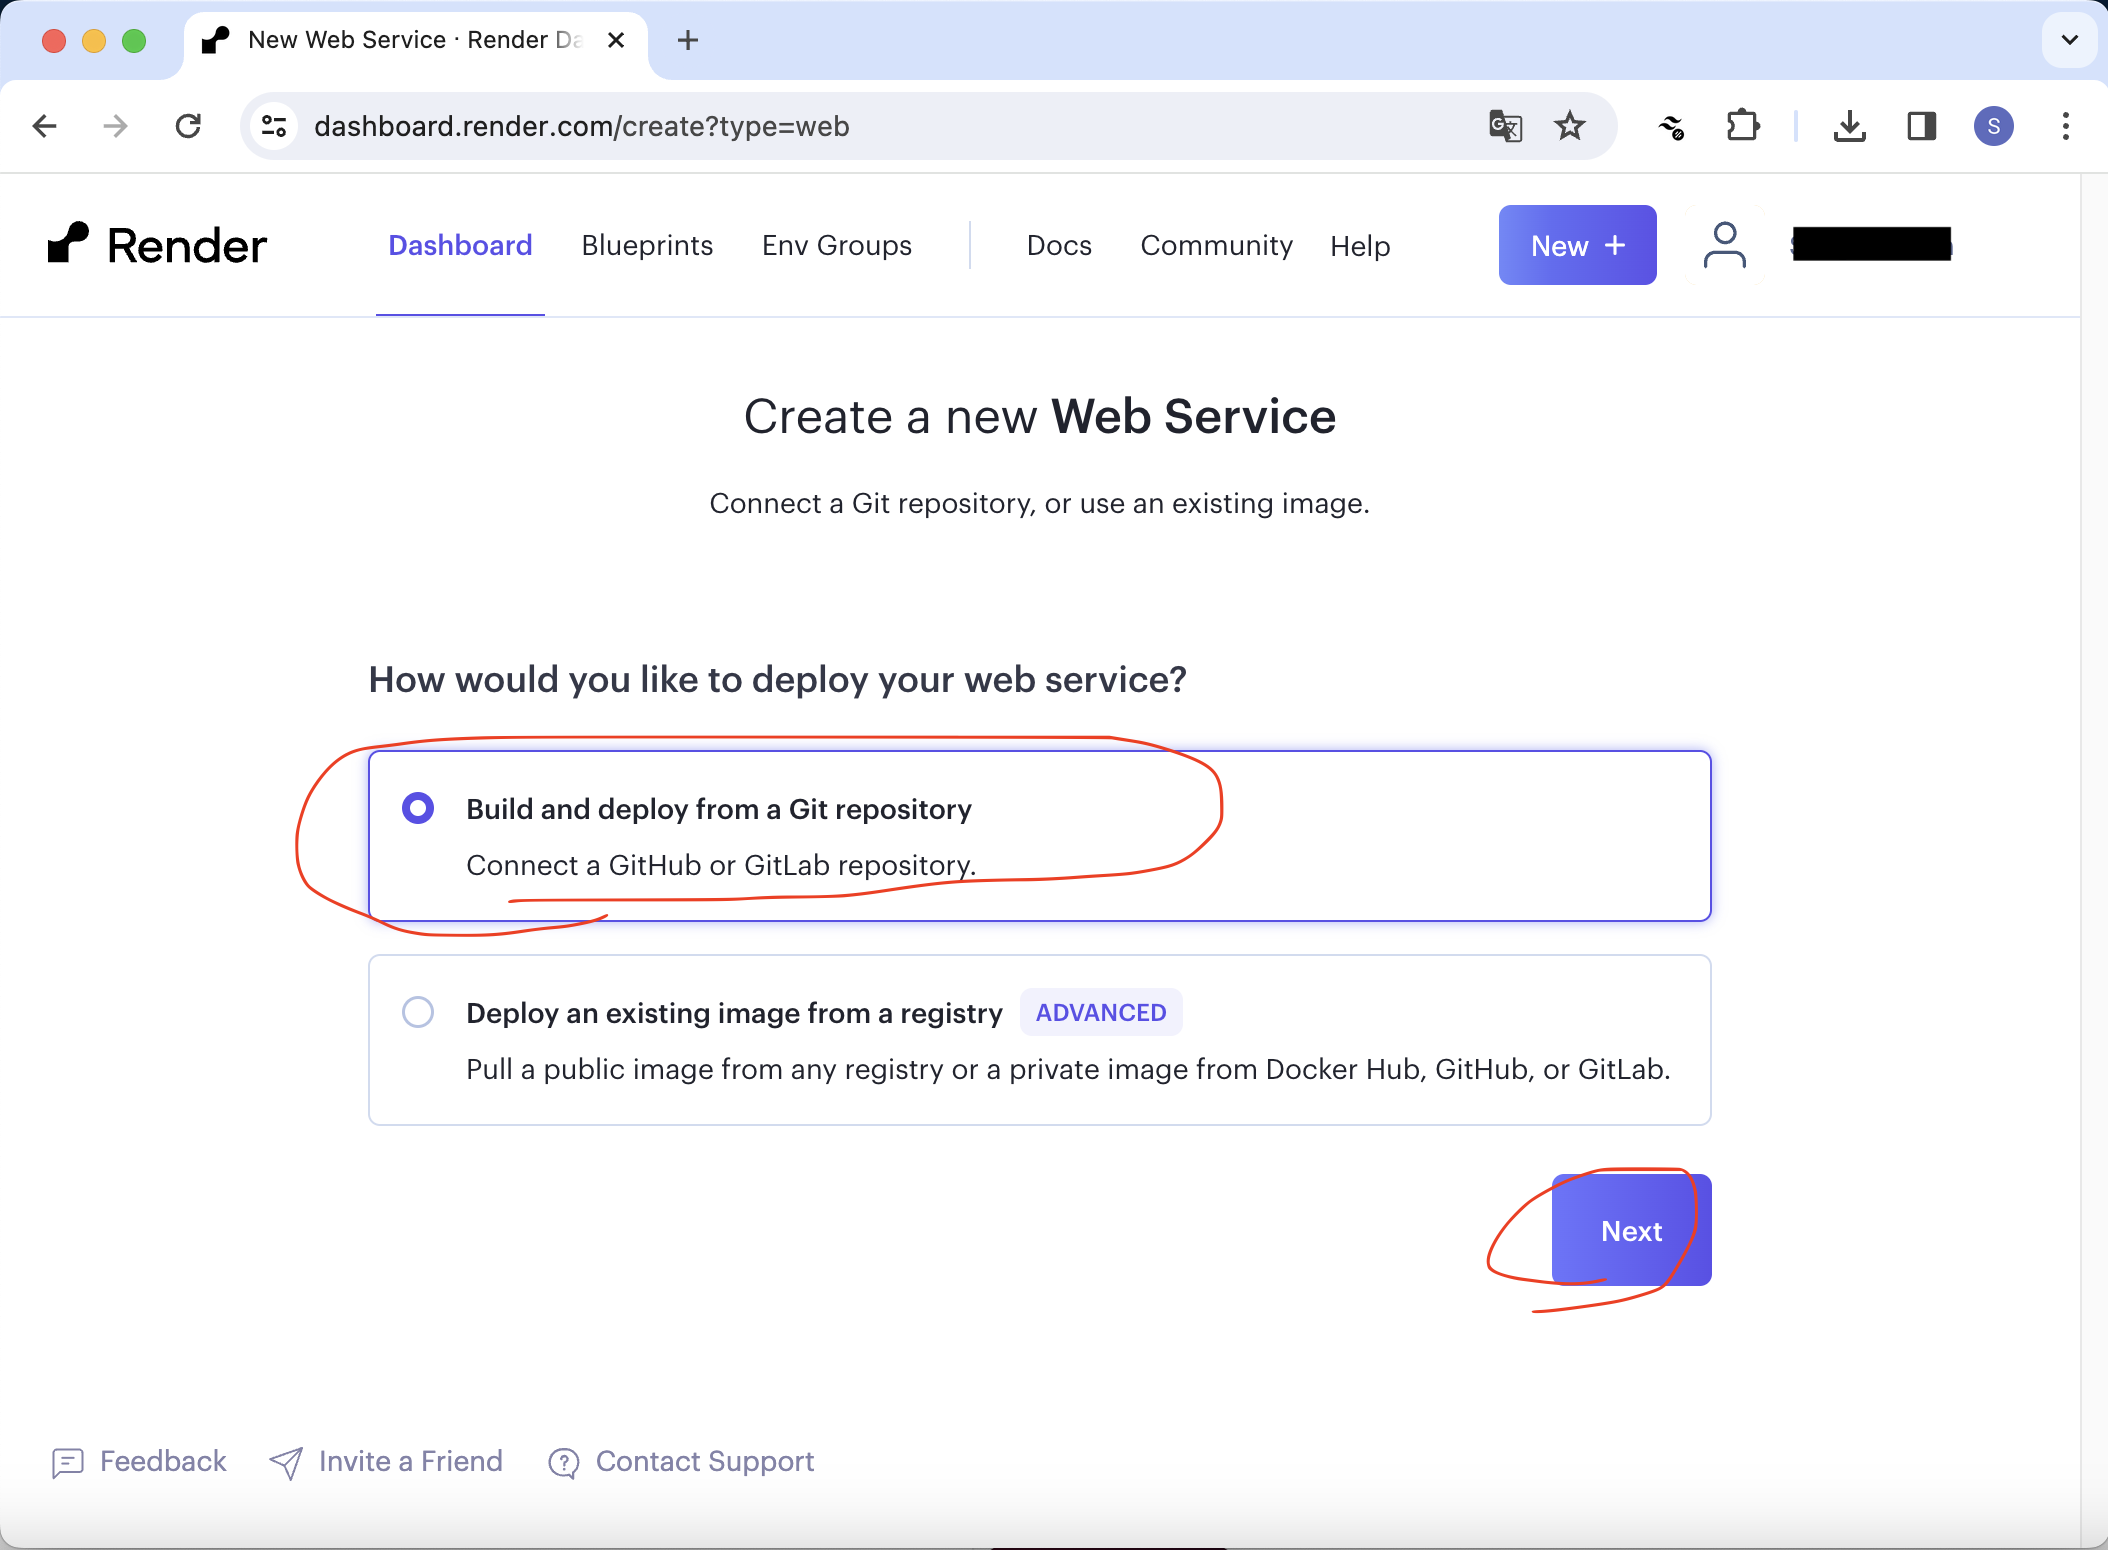 New Web Service · Render Da
dashboard.render.com/create?type=web
S
Render
Dashboard
Blueprints
Env Groups
Docs
Community
Help
New +
Create a new Web Service
Connect a Git repository, or use an existing image.
How would you like to deploy your web service?
Build and deploy from a Git repository
Connect a GitHub or GitLab repository.
Deploy an existing image from a registry ADVANCED
Pull a public image from any registry or a private image from Docker Hub, GitHub, or GitLab.
Next
Feedback
Invite a Friend
Contact Support